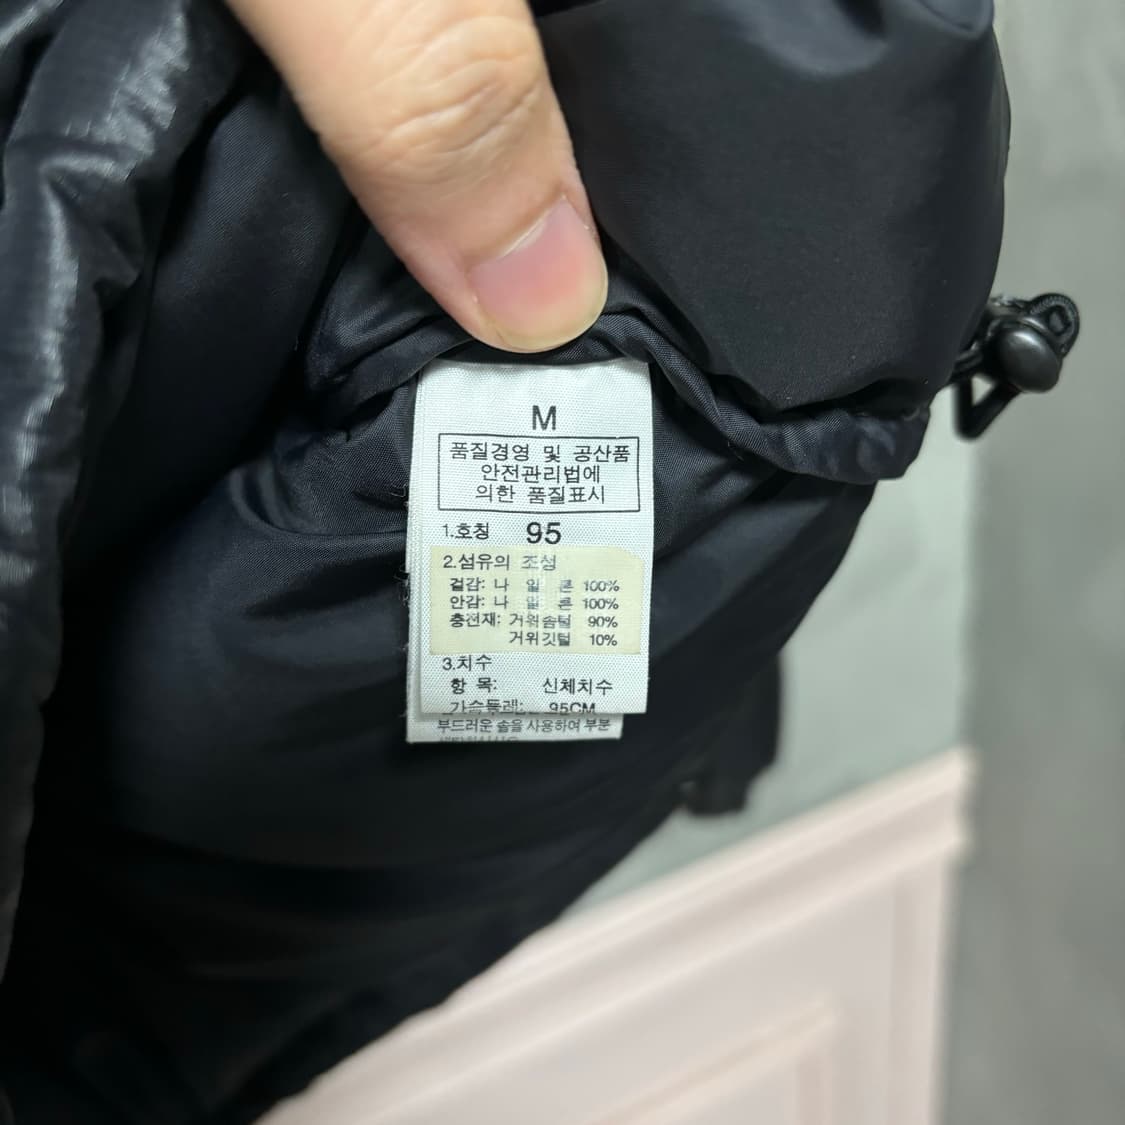 M
품질경영 및 공산품
안전관리법에
의한 품질표시
1.호칭 95
2.섬유의 조성
겉감: 나 일 론 100%
안감: 나 일 론 100%
충전재: 거위솜털 90%
거위깃털 10%
3.치수
항 목: 신체치수
가슴둘레: 95CM
부드러운 솔을 사용하여 부분